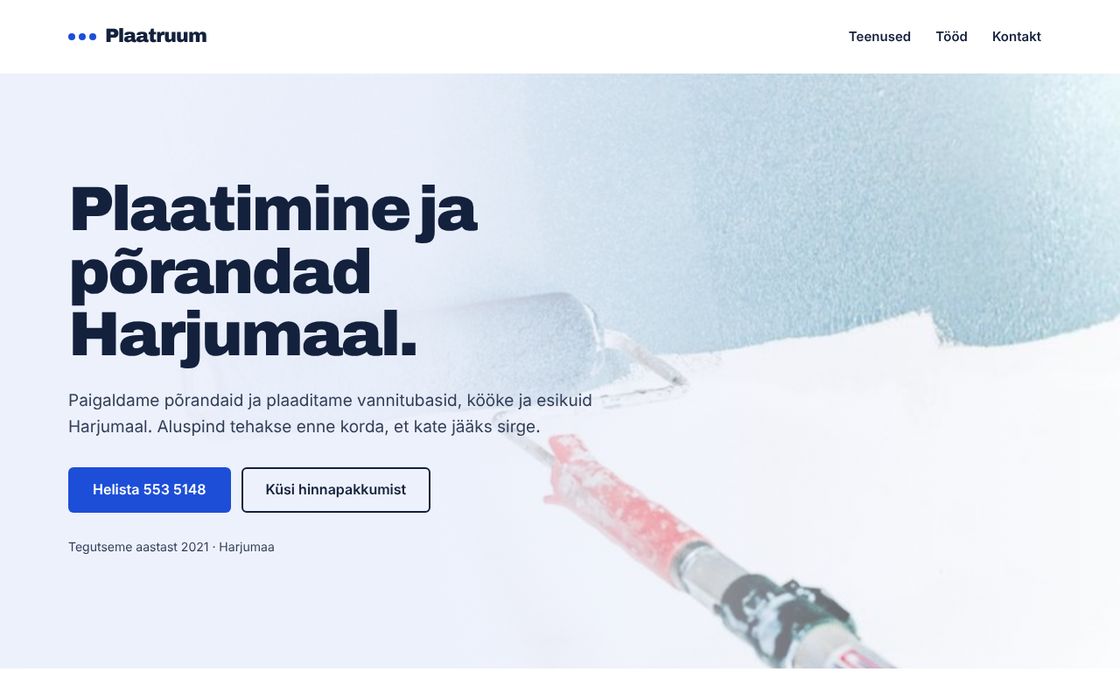 Plaatruum
Teenused Tööd Kontakt
Plaatimine ja
põrandad
Harjumaal.
Paigaldame põrandaid ja plaaditame vannitubasid, kööke ja esikuid
Harjumaal. Aluspind tehakse enne korda, et kate jääks sirge.
Helista 553 5148 Küsi hinnapakkumist
Tegutseme aastast 2021 · Harjumaa